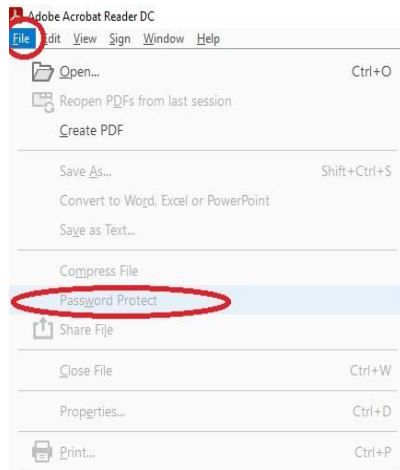 Adobe Acrobat Reader DC
File Edit View Sign Window Help
Open... Ctrl+O
Reopen PDFs from last session
Create PDF
Save As... Shift+Ctrl+S
Convert to Word, Excel or PowerPoint
Save as Text...
Compress File
Password Protect
Share File
Close File Ctrl+W
Properties... Ctrl+D
Print... Ctrl+P